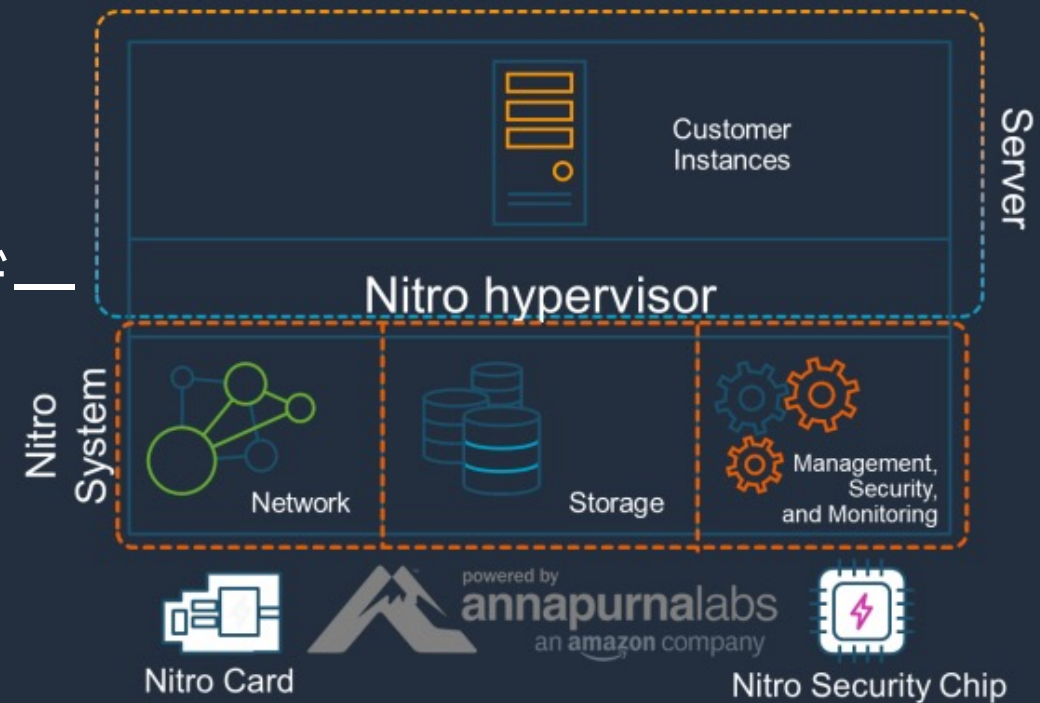 Customer
Instances
Server
Nitro hypervisor
Nitro
System
Network
Storage
Management,
Security,
and Monitoring
powered by
annapurnalabs
an amazon company
Nitro Card
Nitro Security Chip